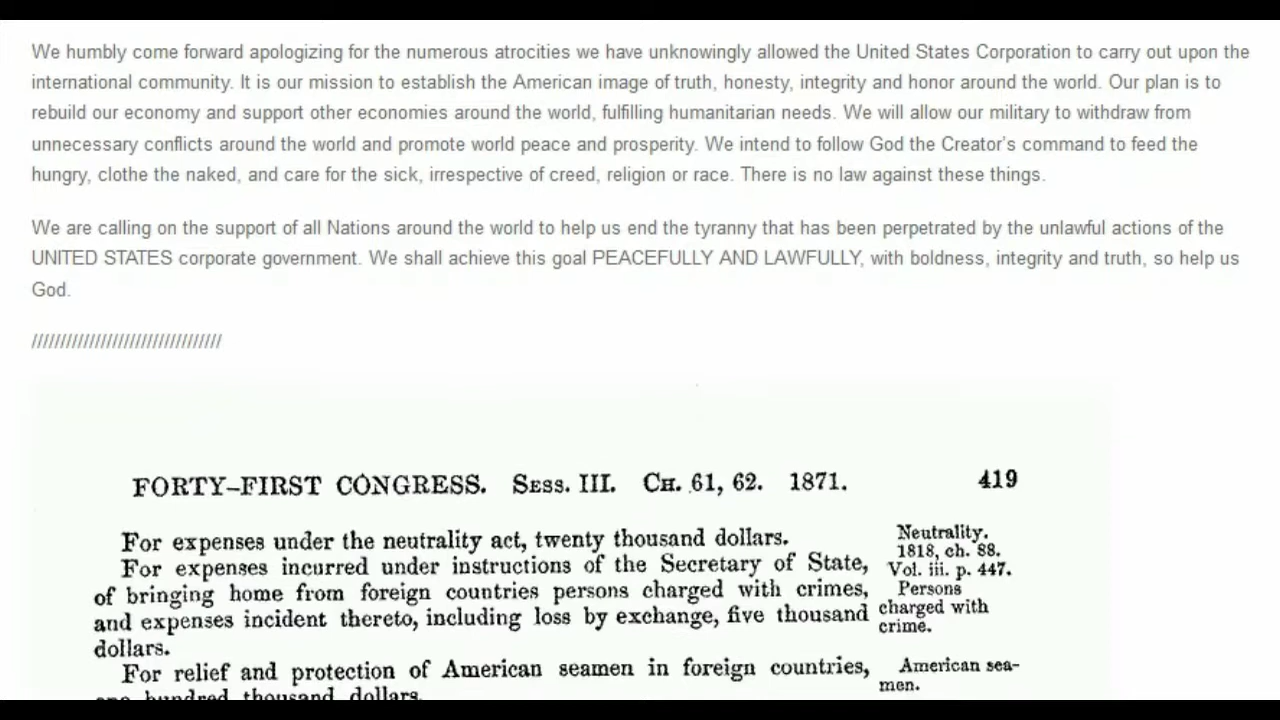 We humbly come forward apologizing for the numerous atrocities we have unknowingly allowed the United States Corporation to carry out upon the
international community. It is our mission to establish the American image of truth, honesty, integrity and honor around the world. Our plan is to
rebuild our economy and support other economies around the world, fulfilling humanitarian needs. We will allow our military to withdraw from
unnecessary conflicts around the world and promote world peace and prosperity. We intend to follow God the Creator's command to feed the
hungry, clothe the naked, and care for the sick, irrespective of creed, religion or race. There is no law against these things.
We are calling on the support of all Nations around the world to help us end the tyranny that has been perpetrated by the unlawful actions of the
UNITED STATES corporate government. We shall achieve this goal PEACEFULLY AND LAWFULLY, with boldness, integrity and truth, so help us
God.
/////////////////////////////////
FORTY-FIRST CONGRESS. SESS. III. CH. 61, 62. 1871. 419
For expenses under the neutrality act, twenty thousand dollars.
For expenses incurred under instructions of the Secretary of State,
of bringing home from foreign countries persons charged with crimes,
and expenses incident thereto, including loss by exchange, five thousand
dollars.
For relief and protection of American seamen in foreign countries,
one hundred thousand dollars.
Neutrality.
1818, ch. 88.
Vol. iii. p. 447.
Persons
charged with
crime.
American sea-
men.